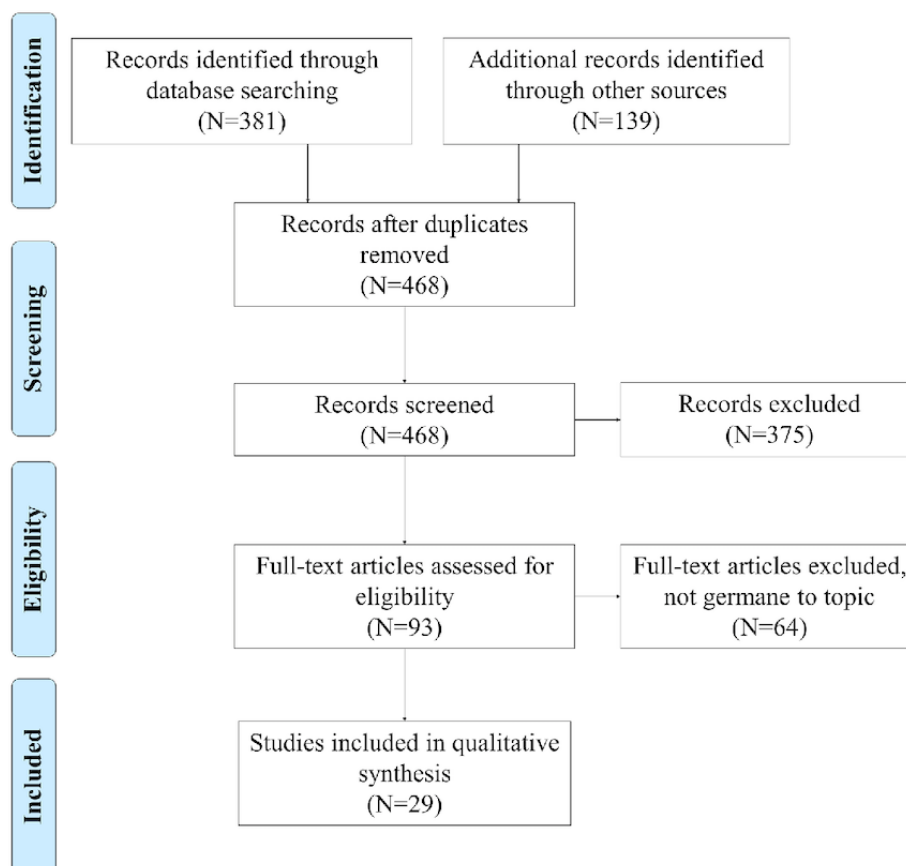 Identification
Records identified through
database searching
(N=381)
Additional records identified
through other sources
(N=139)
Records after duplicates
removed
(N=468)
Screening
Records screened
(N=468)
Records excluded
(N=375)
Eligibility
Full-text articles assessed for
eligibility
(N=93)
Full-text articles excluded,
not germane to topic
(N=64)
Included
Studies included in qualitative
synthesis
(N=29)